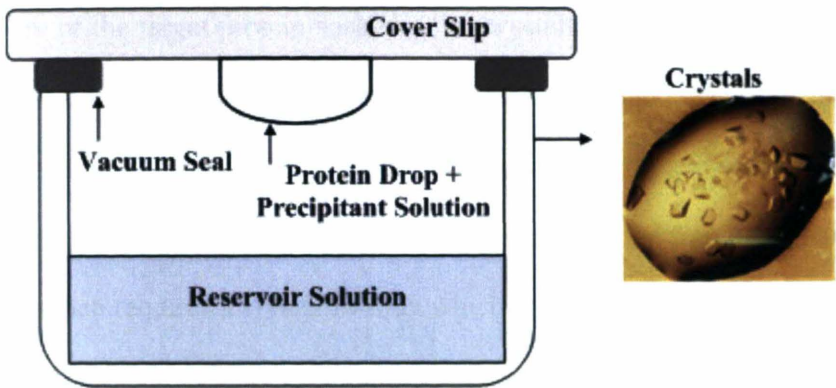 Cover Slip
Crystals
Vacuum Seal
Protein Drop +
Precipitant Solution
Reservoir Solution